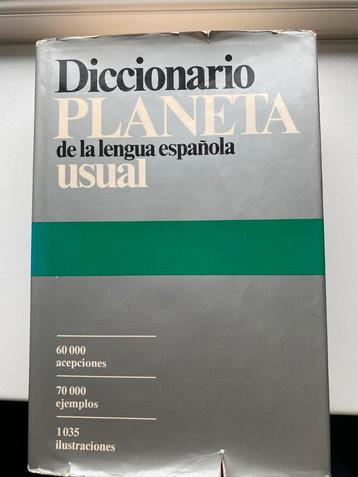 Diccionario
PLANETA
de la lengua española
usual
60 000
acepciones
70 000
ejemplos
1 035
ilustraciones